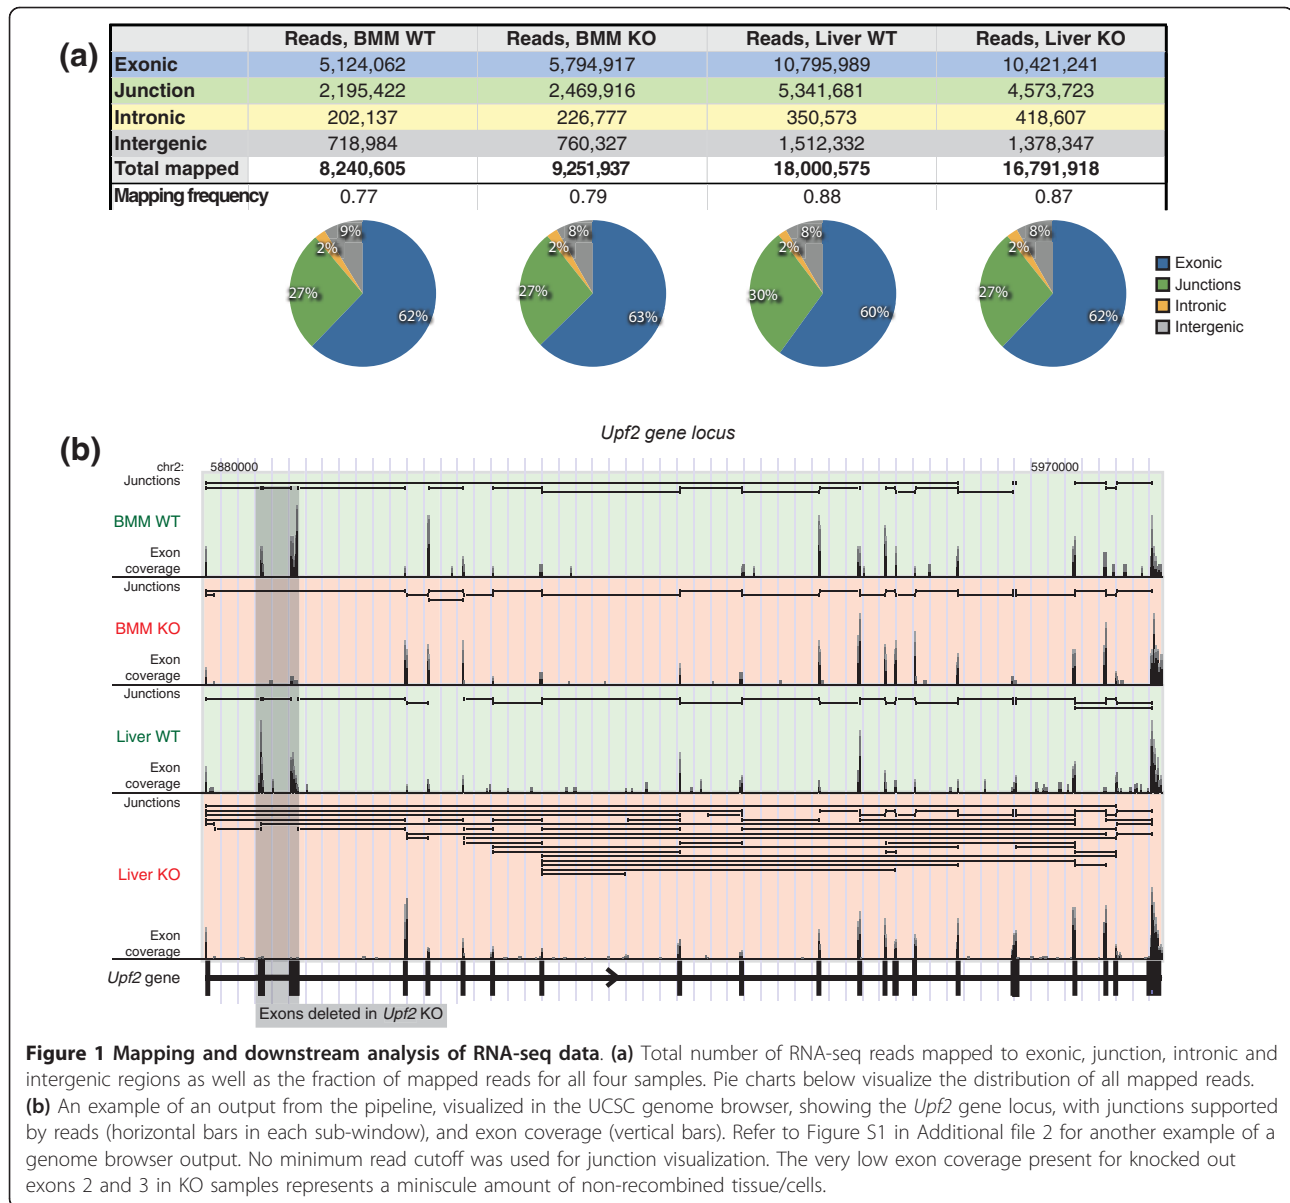 (a)
Reads, BMM WT Reads, BMM KO Reads, Liver WT Reads, Liver KO
Exonic 5,124,062 5,794,917 10,795,989 10,421,241
Junction 2,195,422 2,469,916 5,341,681 4,573,723
Intronic 202,137 226,777 350,573 418,607
Intergenic 718,984 760,327 1,512,332 1,378,347
Total mapped 8,240,605 9,251,937 18,000,575 16,791,918
Mapping frequency 0.77 0.79 0.88 0.87
9% 2% 27% 62%
8% 2% 27% 63%
8% 2% 30% 60%
8% 2% 27% 62%
Exonic
Junctions
Intronic
Intergenic
(b)
Upf2 gene locus
chr2: 5880000 5970000
Junctions
BMM WT
Exon
coverage
Junctions
BMM KO
Exon
coverage
Junctions
Liver WT
Exon
coverage
Junctions
Liver KO
Exon
coverage
Upf2 gene
Exons deleted in Upf2 KO
Figure 1 Mapping and downstream analysis of RNA-seq data. (a) Total number of RNA-seq reads mapped to exonic, junction, intronic and
intergenic regions as well as the fraction of mapped reads for all four samples. Pie charts below visualize the distribution of all mapped reads.
(b) An example of an output from the pipeline, visualized in the UCSC genome browser, showing the Upf2 gene locus, with junctions supported
by reads (horizontal bars in each sub-window), and exon coverage (vertical bars). Refer to Figure S1 in Additional file 2 for another example of a
genome browser output. No minimum read cutoff was used for junction visualization. The very low exon coverage present for knocked out
exons 2 and 3 in KO samples represents a miniscule amount of non-recombined tissue/cells.